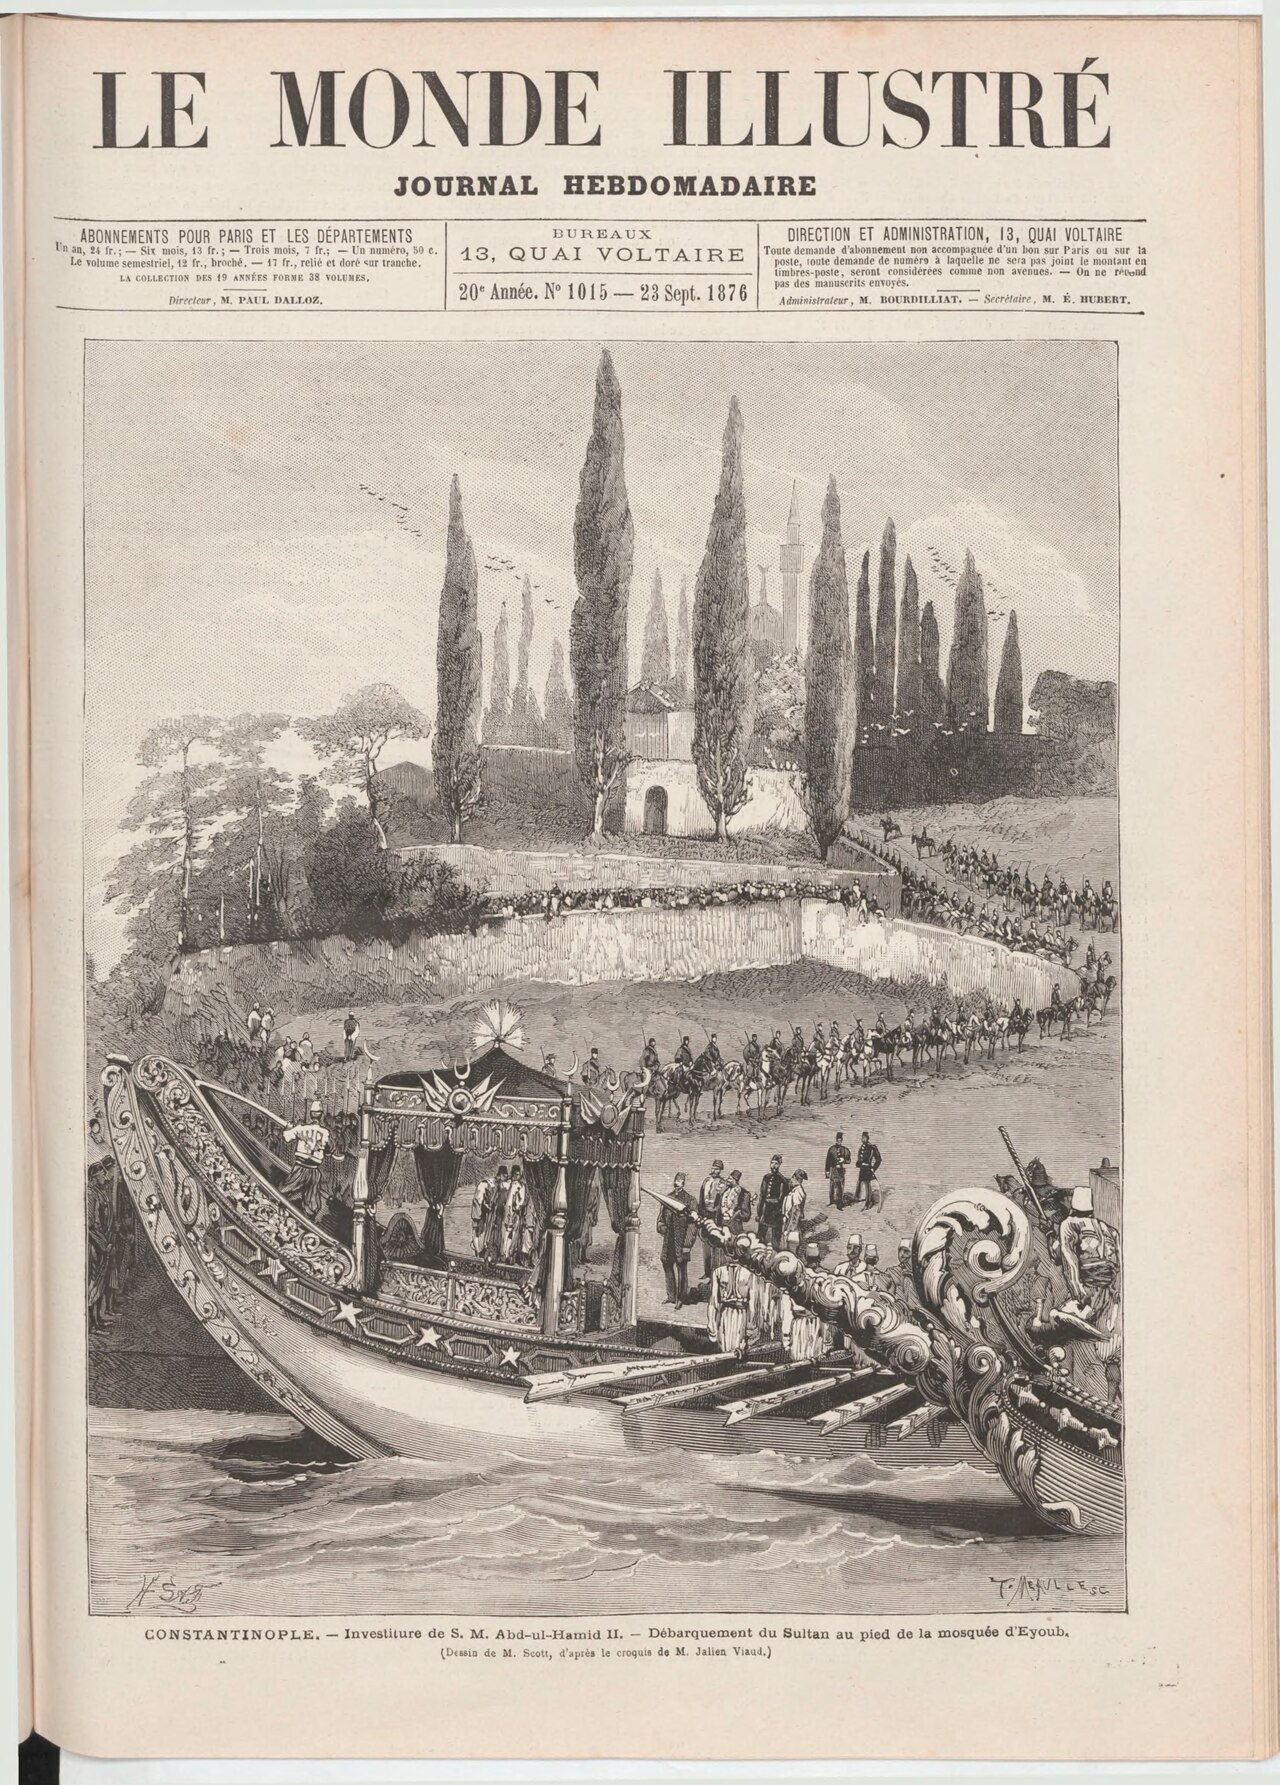 LE MONDE ILLUSTRÉ
JOURNAL HEBDOMADAIRE
ABONNEMENTS POUR PARIS ET LES DÉPARTEMENTS
Un an, 24 fr.; — Six mois, 13 fr.; — Trois mois, 7 fr.; — Un numéro, 50 c.
Le volume semestriel, 12 fr., broché. — 17 fr., relié et doré sur tranche.
LA COLLECTION DES 19 ANNÉES FORME 38 VOLUMES.
Directeur, M. PAUL DALLOZ.
BUREAUX
13, QUAI VOLTAIRE
20e Année. No 1015 — 23 Sept. 1876
DIRECTION ET ADMINISTRATION, 13, QUAI VOLTAIRE
Toute demande d'abonnement non accompagnée d'un bon sur Paris ou sur la
poste, toute demande de numéro à laquelle ne sera pas joint le montant en
timbres-poste, seront considérées comme non avenues. — On ne répond
pas des manuscrits envoyés.
Administrateur, M. BOURDILLIAT. — Secrétaire, M. É. HUBERT.
T. MEAULLE SC
CONSTANTINOPLE. — Investiture de S. M. Abd-ul-Hamid II. — Débarquement du Sultan au pied de la mosquée d'Eyoub.
(Dessin de M. Scott, d'après le croquis de M. Jalien Viaud.)